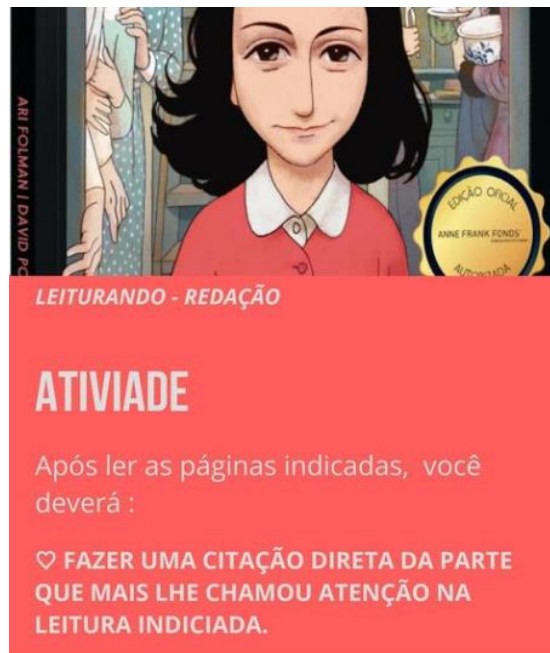 ARI FOLMAN | DAVID PO
EDIÇÃO OFICIAL
ANNE FRANK FONDS
AUTORIZADA
LEITURANDO - REDAÇÃO
ATIVIADE
Após ler as páginas indicadas, você
deverá :
♡ FAZER UMA CITAÇÃO DIRETA DA PARTE
QUE MAIS LHE CHAMOU ATENÇÃO NA
LEITURA INDICIADA.